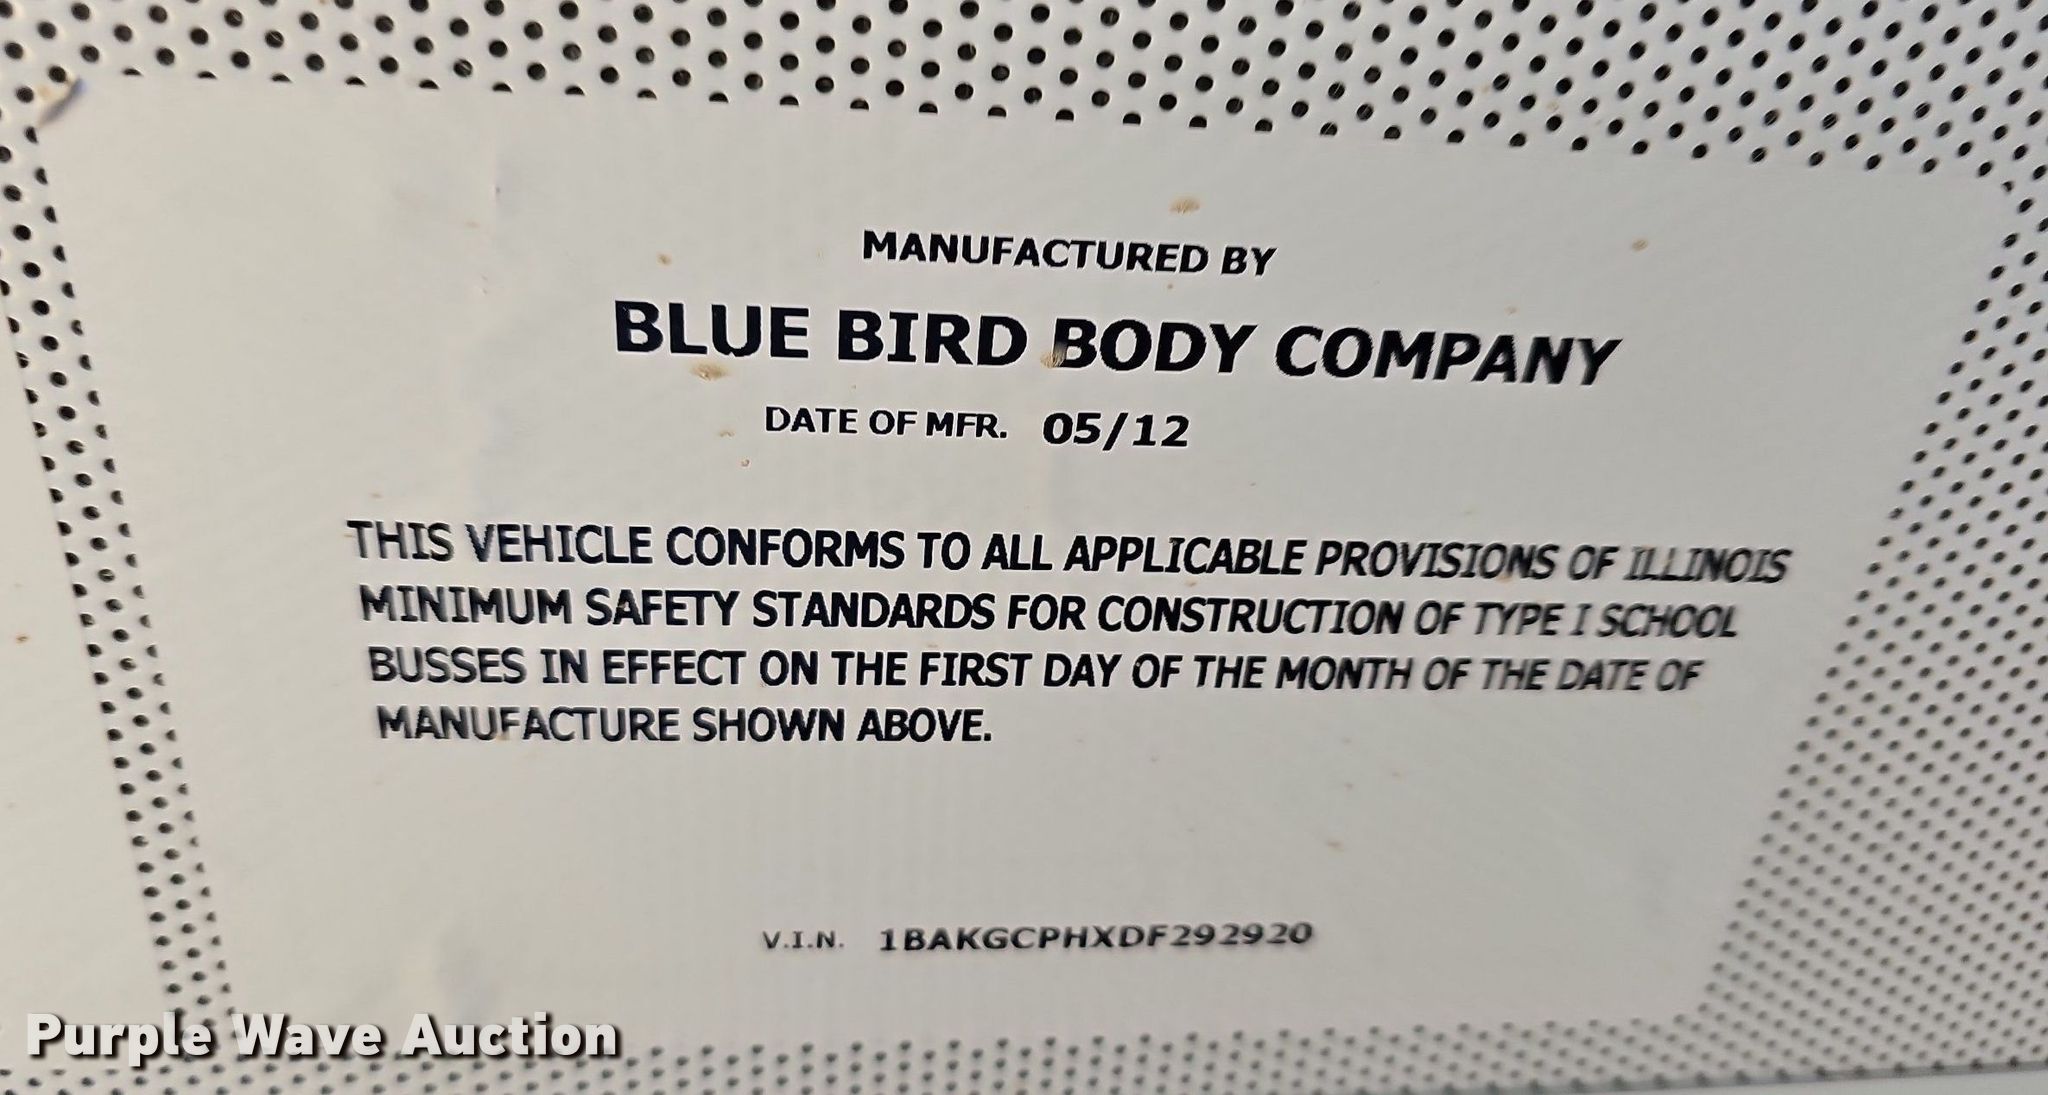 MANUFACTURED BY
BLUE BIRD BODY COMPANY
DATE OF MFR. 05/12
THIS VEHICLE CONFORMS TO ALL APPLICABLE PROVISIONS OF ILLINOIS
MINIMUM SAFETY STANDARDS FOR CONSTRUCTION OF TYPE I SCHOOL
BUSSES IN EFFECT ON THE FIRST DAY OF THE MONTH OF THE DATE OF
MANUFACTURE SHOWN ABOVE.
V.I.N. 1BAKGCPHXDF292920
Purple Wave Auction